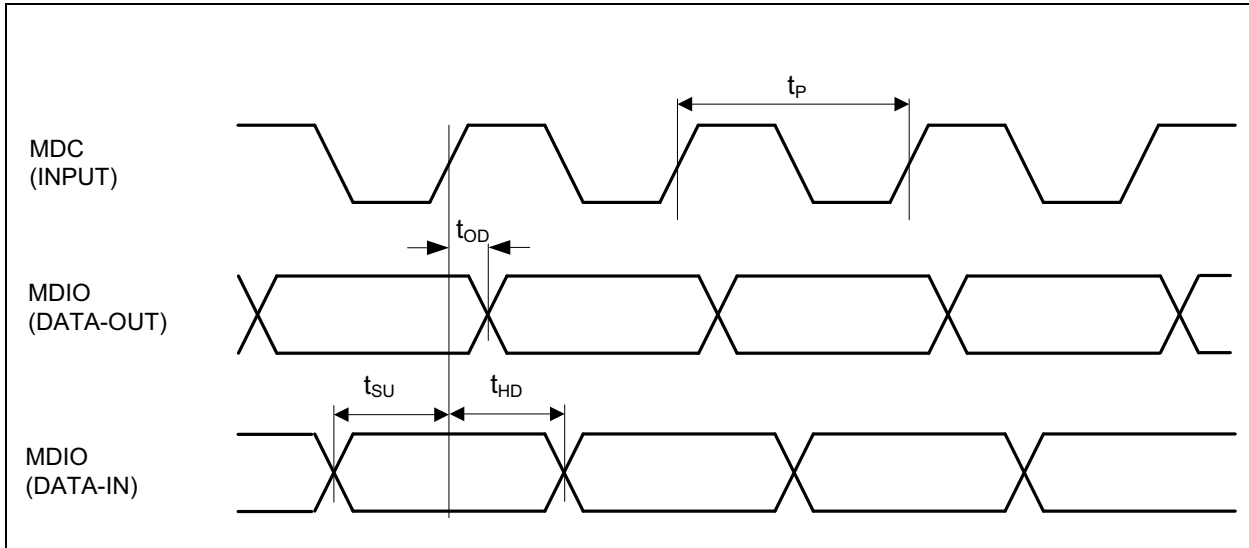 tP
MDC
(INPUT)
tOD
MDIO
(DATA-OUT)
tSU
tHD
MDIO
(DATA-IN)